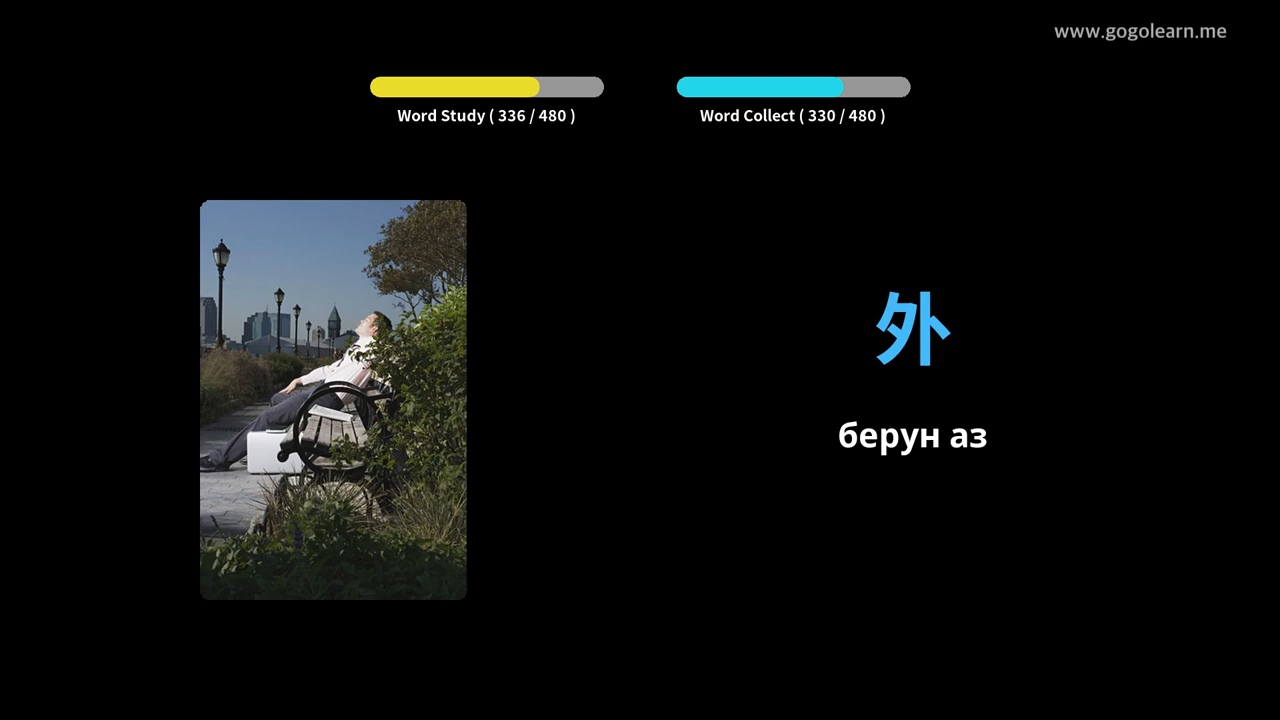 www.gogolearn.me
Word Study ( 336 / 480 )
Word Collect ( 330 / 480 )
外
берун аз